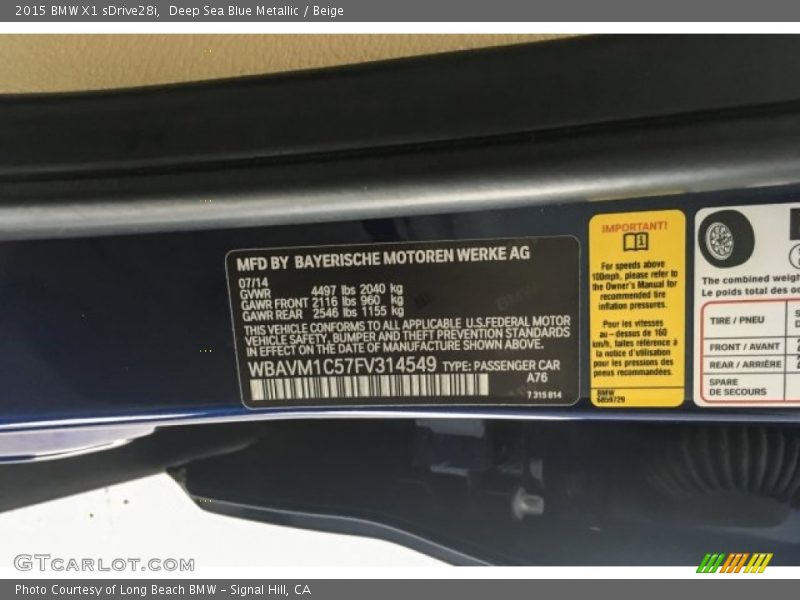 2015 BMW X1 sDrive28i, Deep Sea Blue Metallic / Beige
MFD BY BAYERISCHE MOTOREN WERKE AG
07/14
GVWR 4497 lbs 2040 kg
GAWR FRONT 2116 lbs 960 kg
GAWR REAR 2546 lbs 1155 kg
THIS VEHICLE CONFORMS TO ALL APPLICABLE U.S.FEDERAL MOTOR
VEHICLE SAFETY, BUMPER AND THEFT PREVENTION STANDARDS
IN EFFECT ON THE DATE OF MANUFACTURE SHOWN ABOVE.
WBAVM1C57FV314549 TYPE: PASSENGER CAR
A76
7 315 814
IMPORTANT!
For speeds above
100mph, please refer to
the Owner's Manual for
recommended tire
inflation pressures.
Pour les vitesses
au-dessus de 160
km/h, faites référence à
la notice d'utilisation
pour les pressions des
pneus recommandées.
BMW
6859729
The combined weigh
Le poids total des oc
TIRE / PNEU
FRONT / AVANT
REAR / ARRIÈRE
SPARE
DE SECOURS
GTCARLOT.COM
Photo Courtesy of Long Beach BMW - Signal Hill, CA